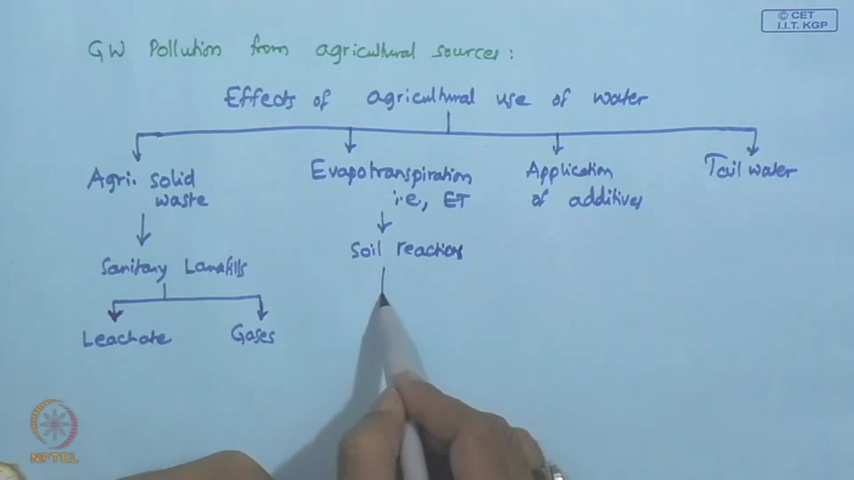 © CET
I.I.T. KGP
GW Pollution from agricultural sources:
Effects of agricultural use of water
Agri. solid waste
Evapotranspiration i.e., ET
Application of additives
Tail water
Soil reactions
Sanitary Landfills
Leachate
Gases
NPTEL